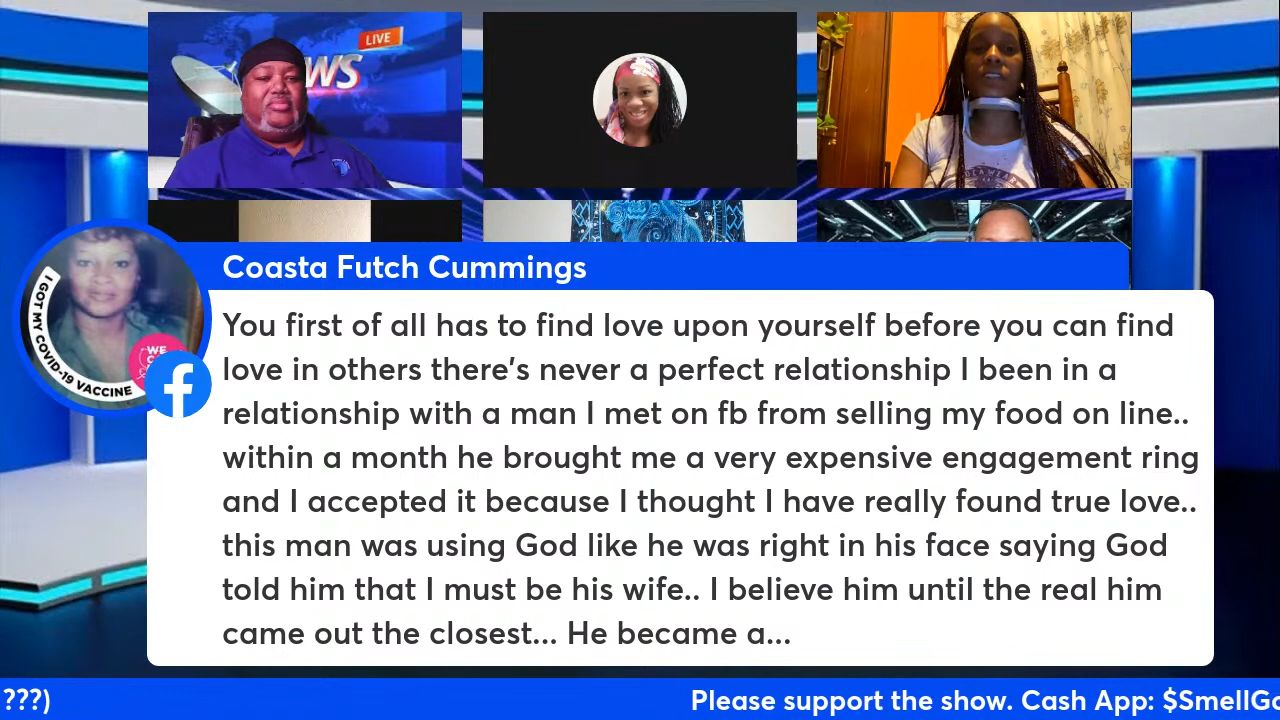 LIVE
WS
Coasta Futch Cummings
You first of all has to find love upon yourself before you can find
love in others there's never a perfect relationship I been in a
relationship with a man I met on fb from selling my food on line..
within a month he brought me a very expensive engagement ring
and I accepted it because I thought I have really found true love..
this man was using God like he was right in his face saying God
told him that I must be his wife.. I believe him until the real him
came out the closest... He became a...
I GOT MY COVID-19 VACCINE
WE
f
???)
Please support the show. Cash App: $SmellGo